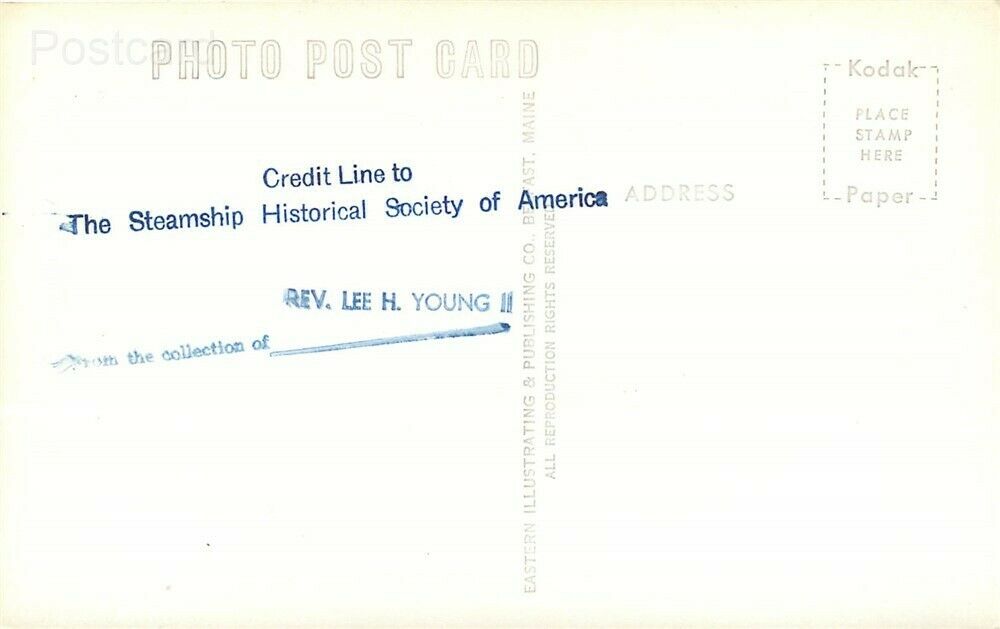 Postcard
PHOTO POST CARD
Kodak
PLACE
STAMP
HERE
Paper
ADDRESS
Credit Line to
The Steamship Historical Society of America
REV. LEE H. YOUNG II
From the collection of
EASTERN ILLUSTRATING & PUBLISHING CO., BELFAST, MAINE
ALL REPRODUCTION RIGHTS RESERVED